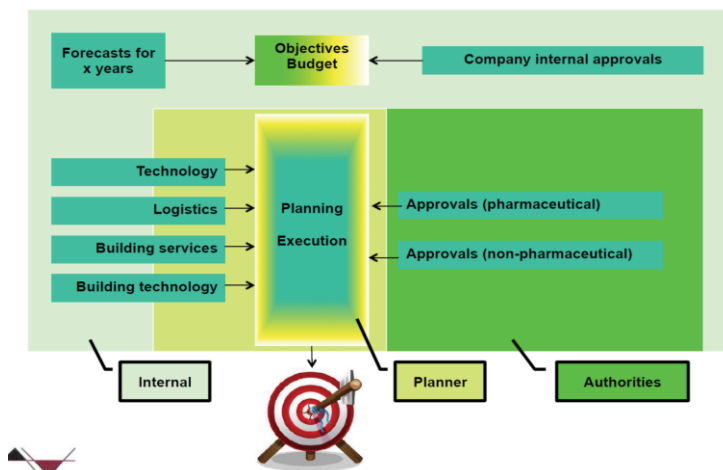 Forecasts for
x years
Objectives
Budget
Company internal approvals
Technology
Logistics
Building services
Building technology
Planning
Execution
Approvals (pharmaceutical)
Approvals (non-pharmaceutical)
Internal
Planner
Authorities